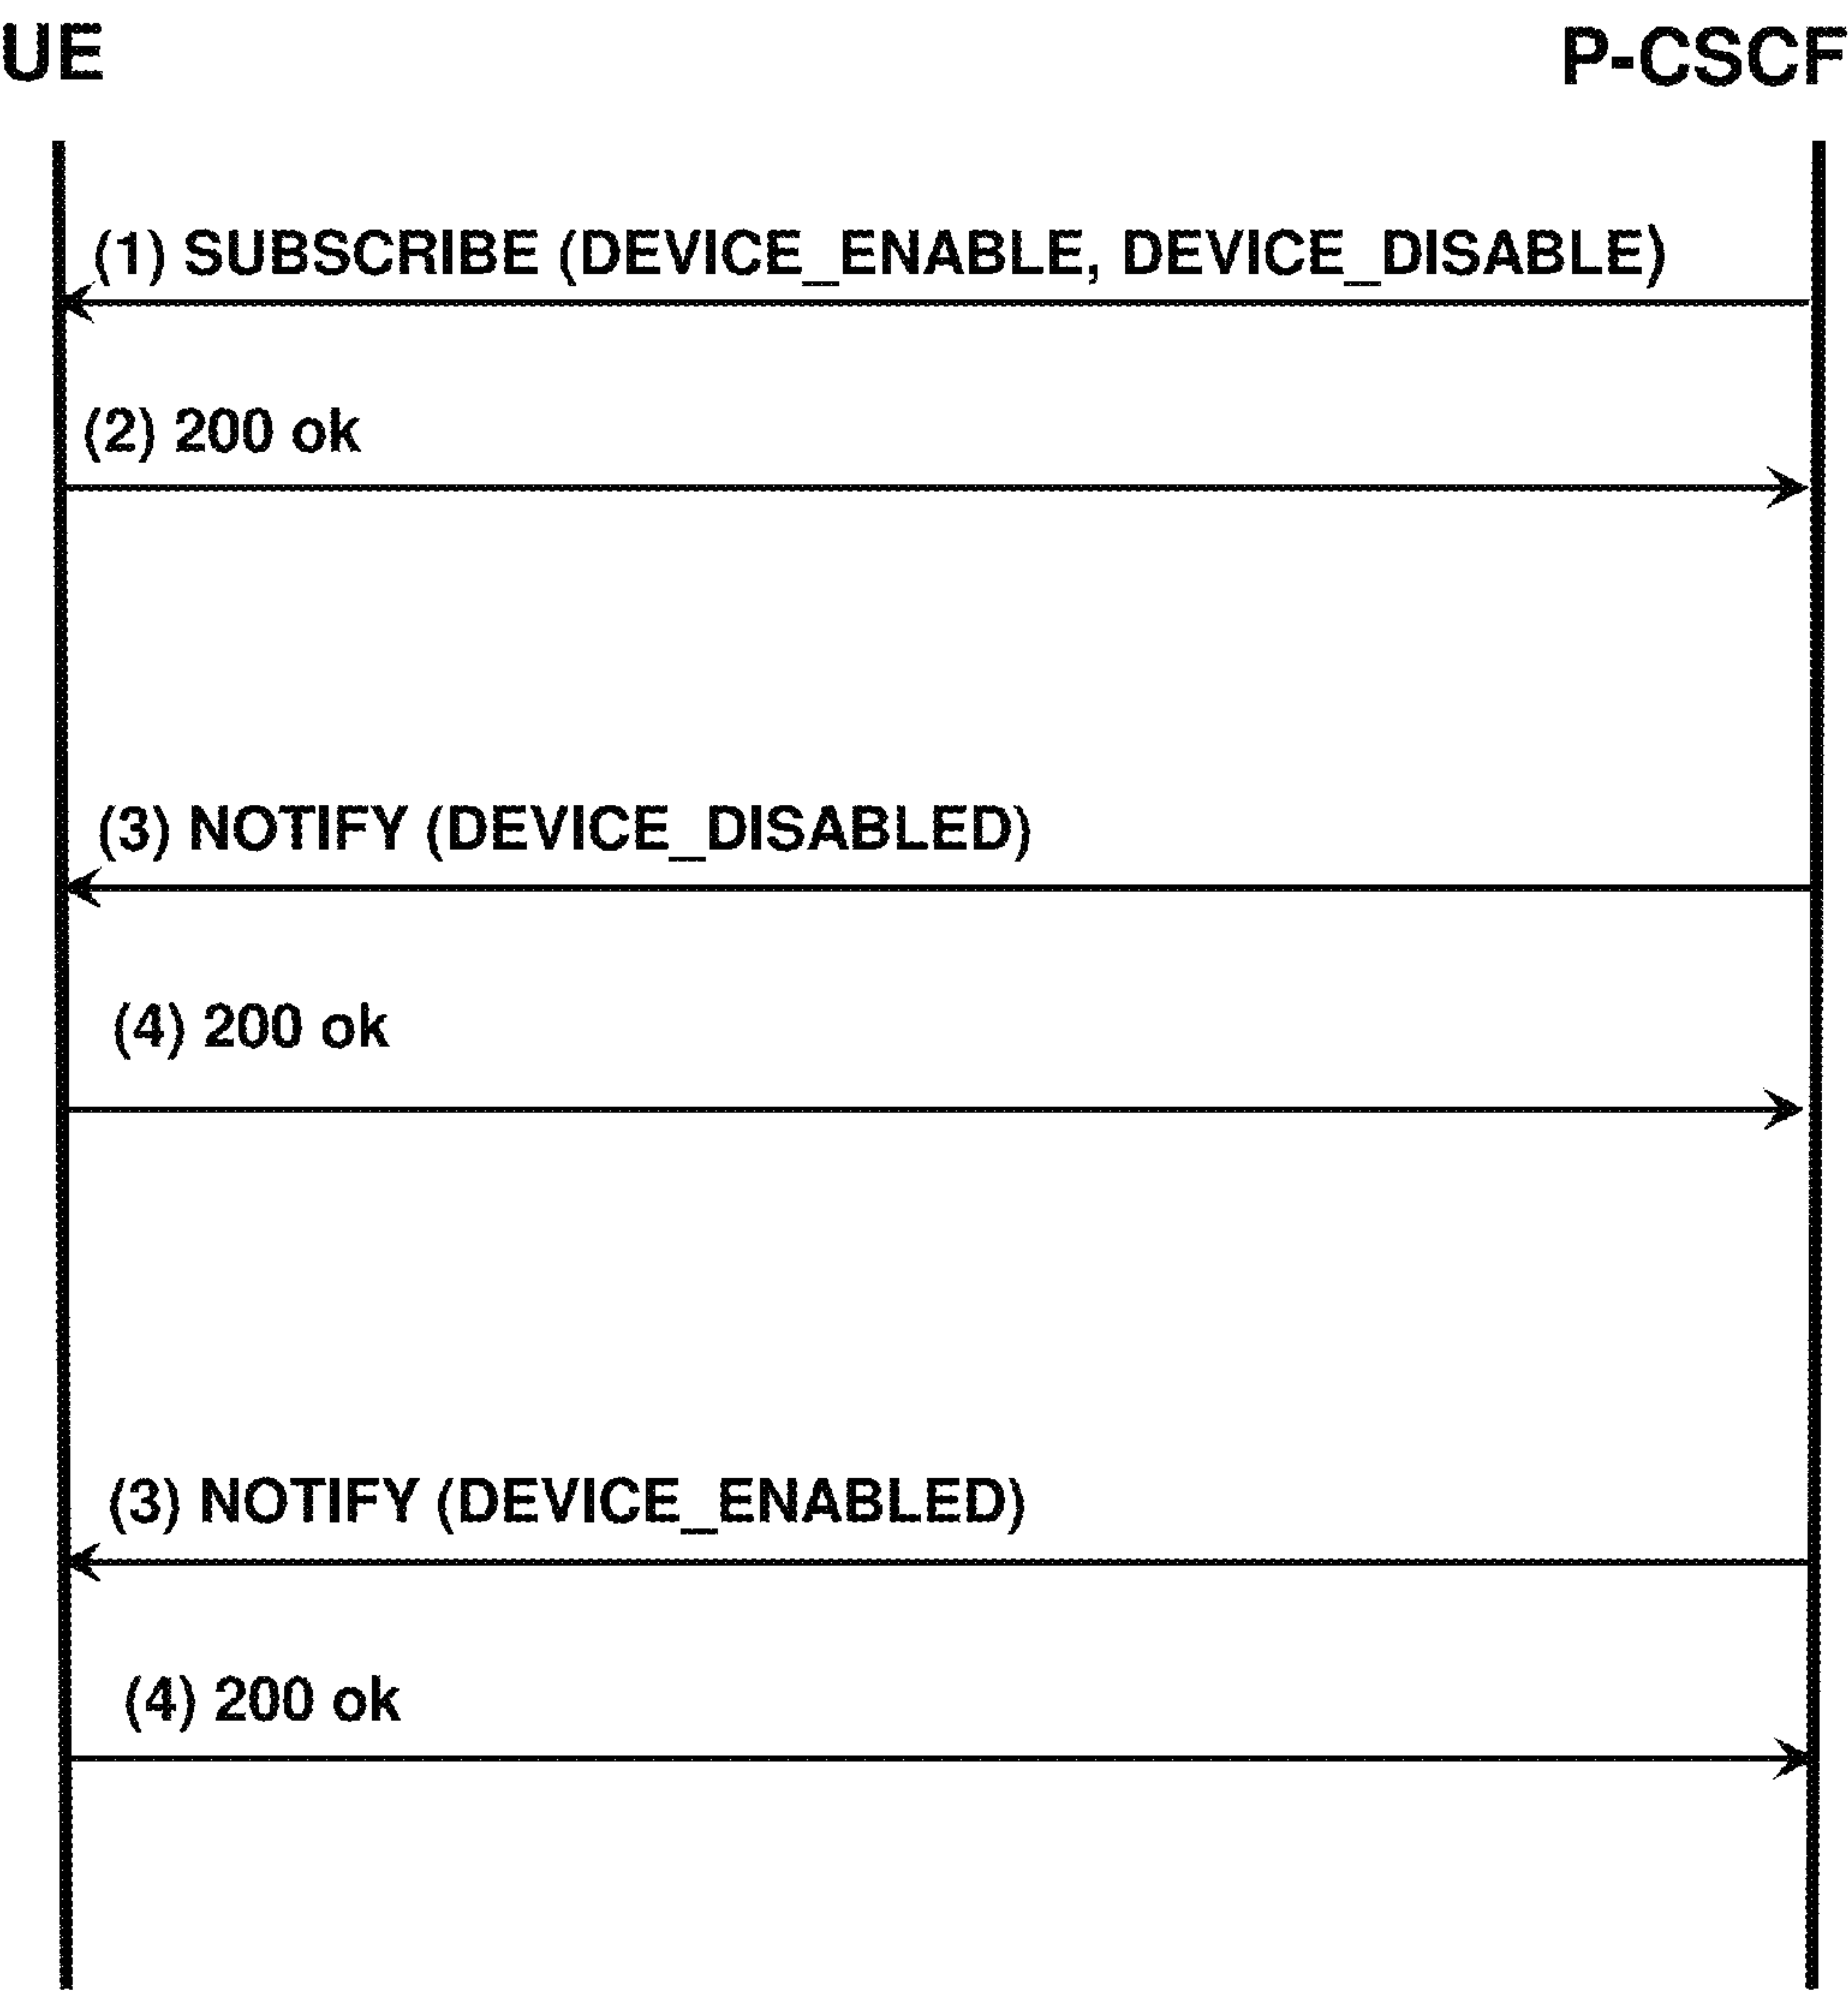 UE
P-CSCF
(1) SUBSCRIBE (DEVICE_ENABLE, DEVICE_DISABLE)
(2) 200 ok
(3) NOTIFY (DEVICE_DISABLED)
(4) 200 ok
(3) NOTIFY (DEVICE_ENABLED)
(4) 200 ok